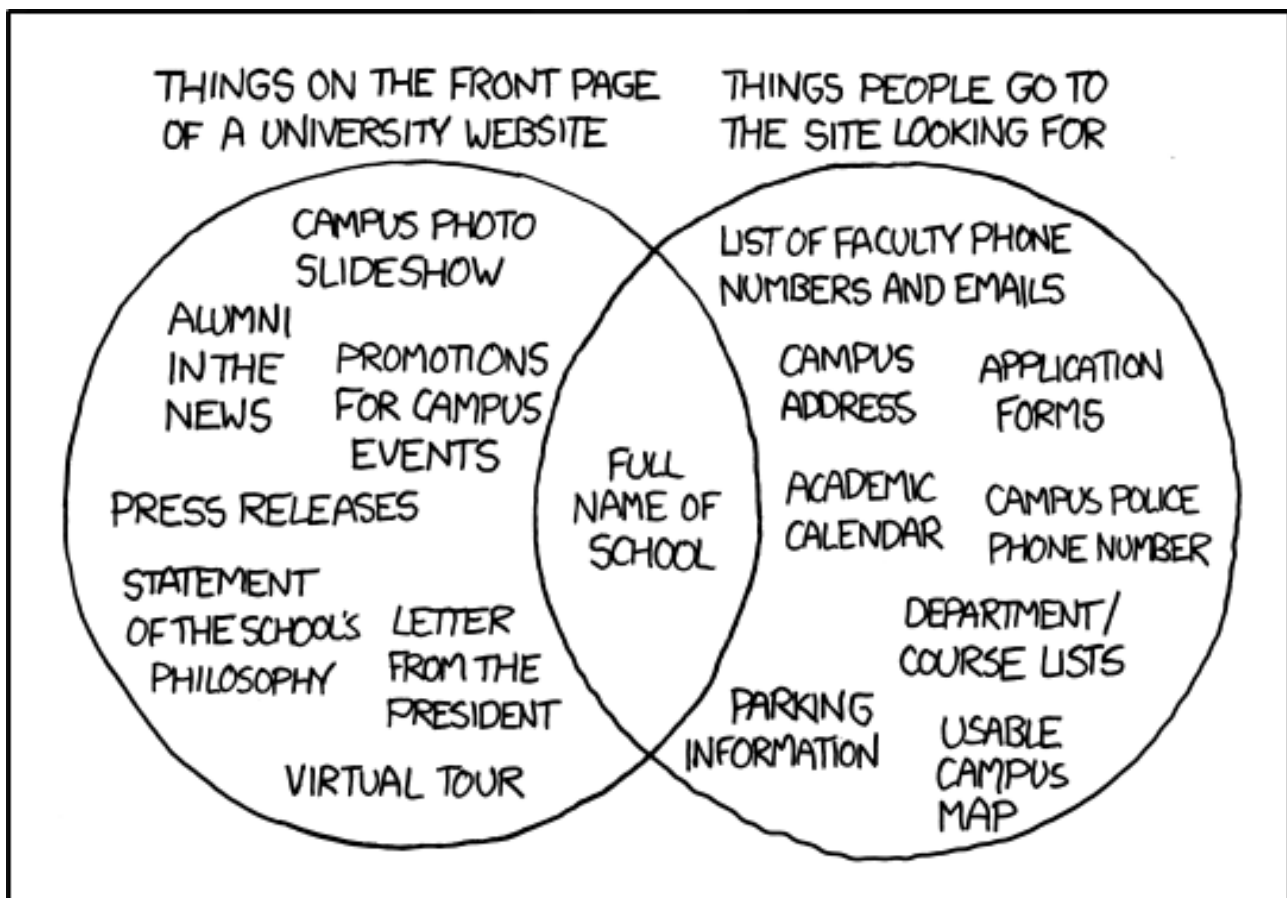 THINGS ON THE FRONT PAGE
OF A UNIVERSITY WEBSITE
THINGS PEOPLE GO TO
THE SITE LOOKING FOR
CAMPUS PHOTO
SLIDESHOW
ALUMNI
IN THE
NEWS
PROMOTIONS
FOR CAMPUS
EVENTS
PRESS RELEASES
STATEMENT
OF THE SCHOOL'S
PHILOSOPHY
LETTER
FROM THE
PRESIDENT
VIRTUAL TOUR
FULL
NAME OF
SCHOOL
LIST OF FACULTY PHONE
NUMBERS AND EMAILS
CAMPUS
ADDRESS
APPLICATION
FORMS
ACADEMIC
CALENDAR
CAMPUS POLICE
PHONE NUMBER
DEPARTMENT/
COURSE LISTS
PARKING
INFORMATION
USABLE
CAMPUS
MAP